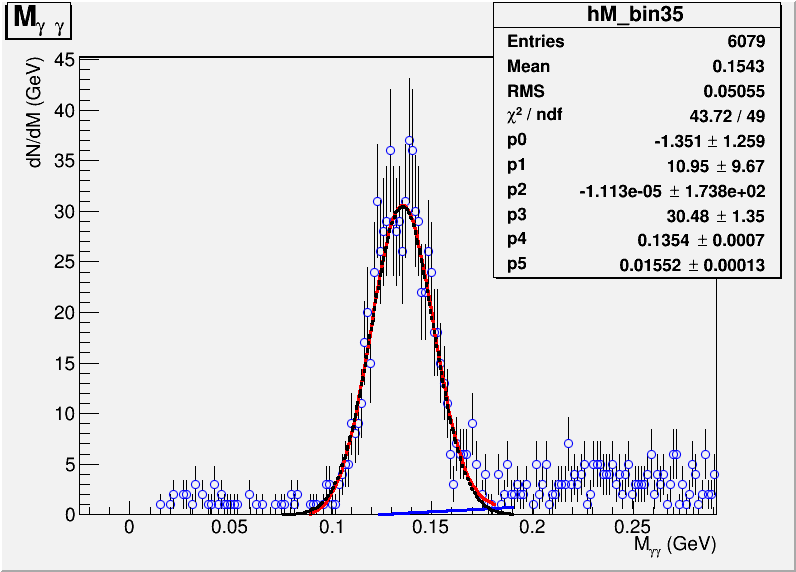 M γ γ
hM_bin35
Entries 6079
Mean 0.1543
RMS 0.05055
χ² / ndf 43.72 / 49
p0 -1.351 ± 1.259
p1 10.95 ± 9.67
p2 -1.113e-05 ± 1.738e+02
p3 30.48 ± 1.35
p4 0.1354 ± 0.0007
p5 0.01552 ± 0.00013
dN/dM (GeV)
45
40
35
30
25
20
15
10
5
0
0 0.05 0.1 0.15 0.2 0.25
Mγγ (GeV)